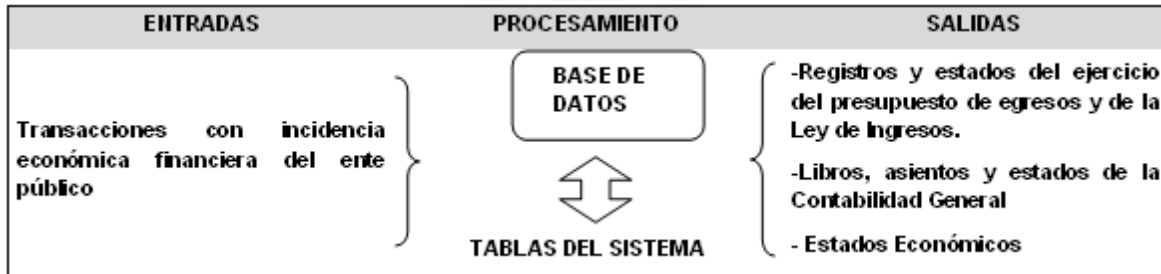 ENTRADAS
PROCESAMIENTO
SALIDAS
Transacciones con incidencia
económica financiera del ente
público
BASE DE
DATOS
TABLAS DEL SISTEMA
-Registros y estados del ejercicio
del presupuesto de egresos y de la
Ley de Ingresos.
-Libros, asientos y estados de la
Contabilidad General
- Estados Económicos